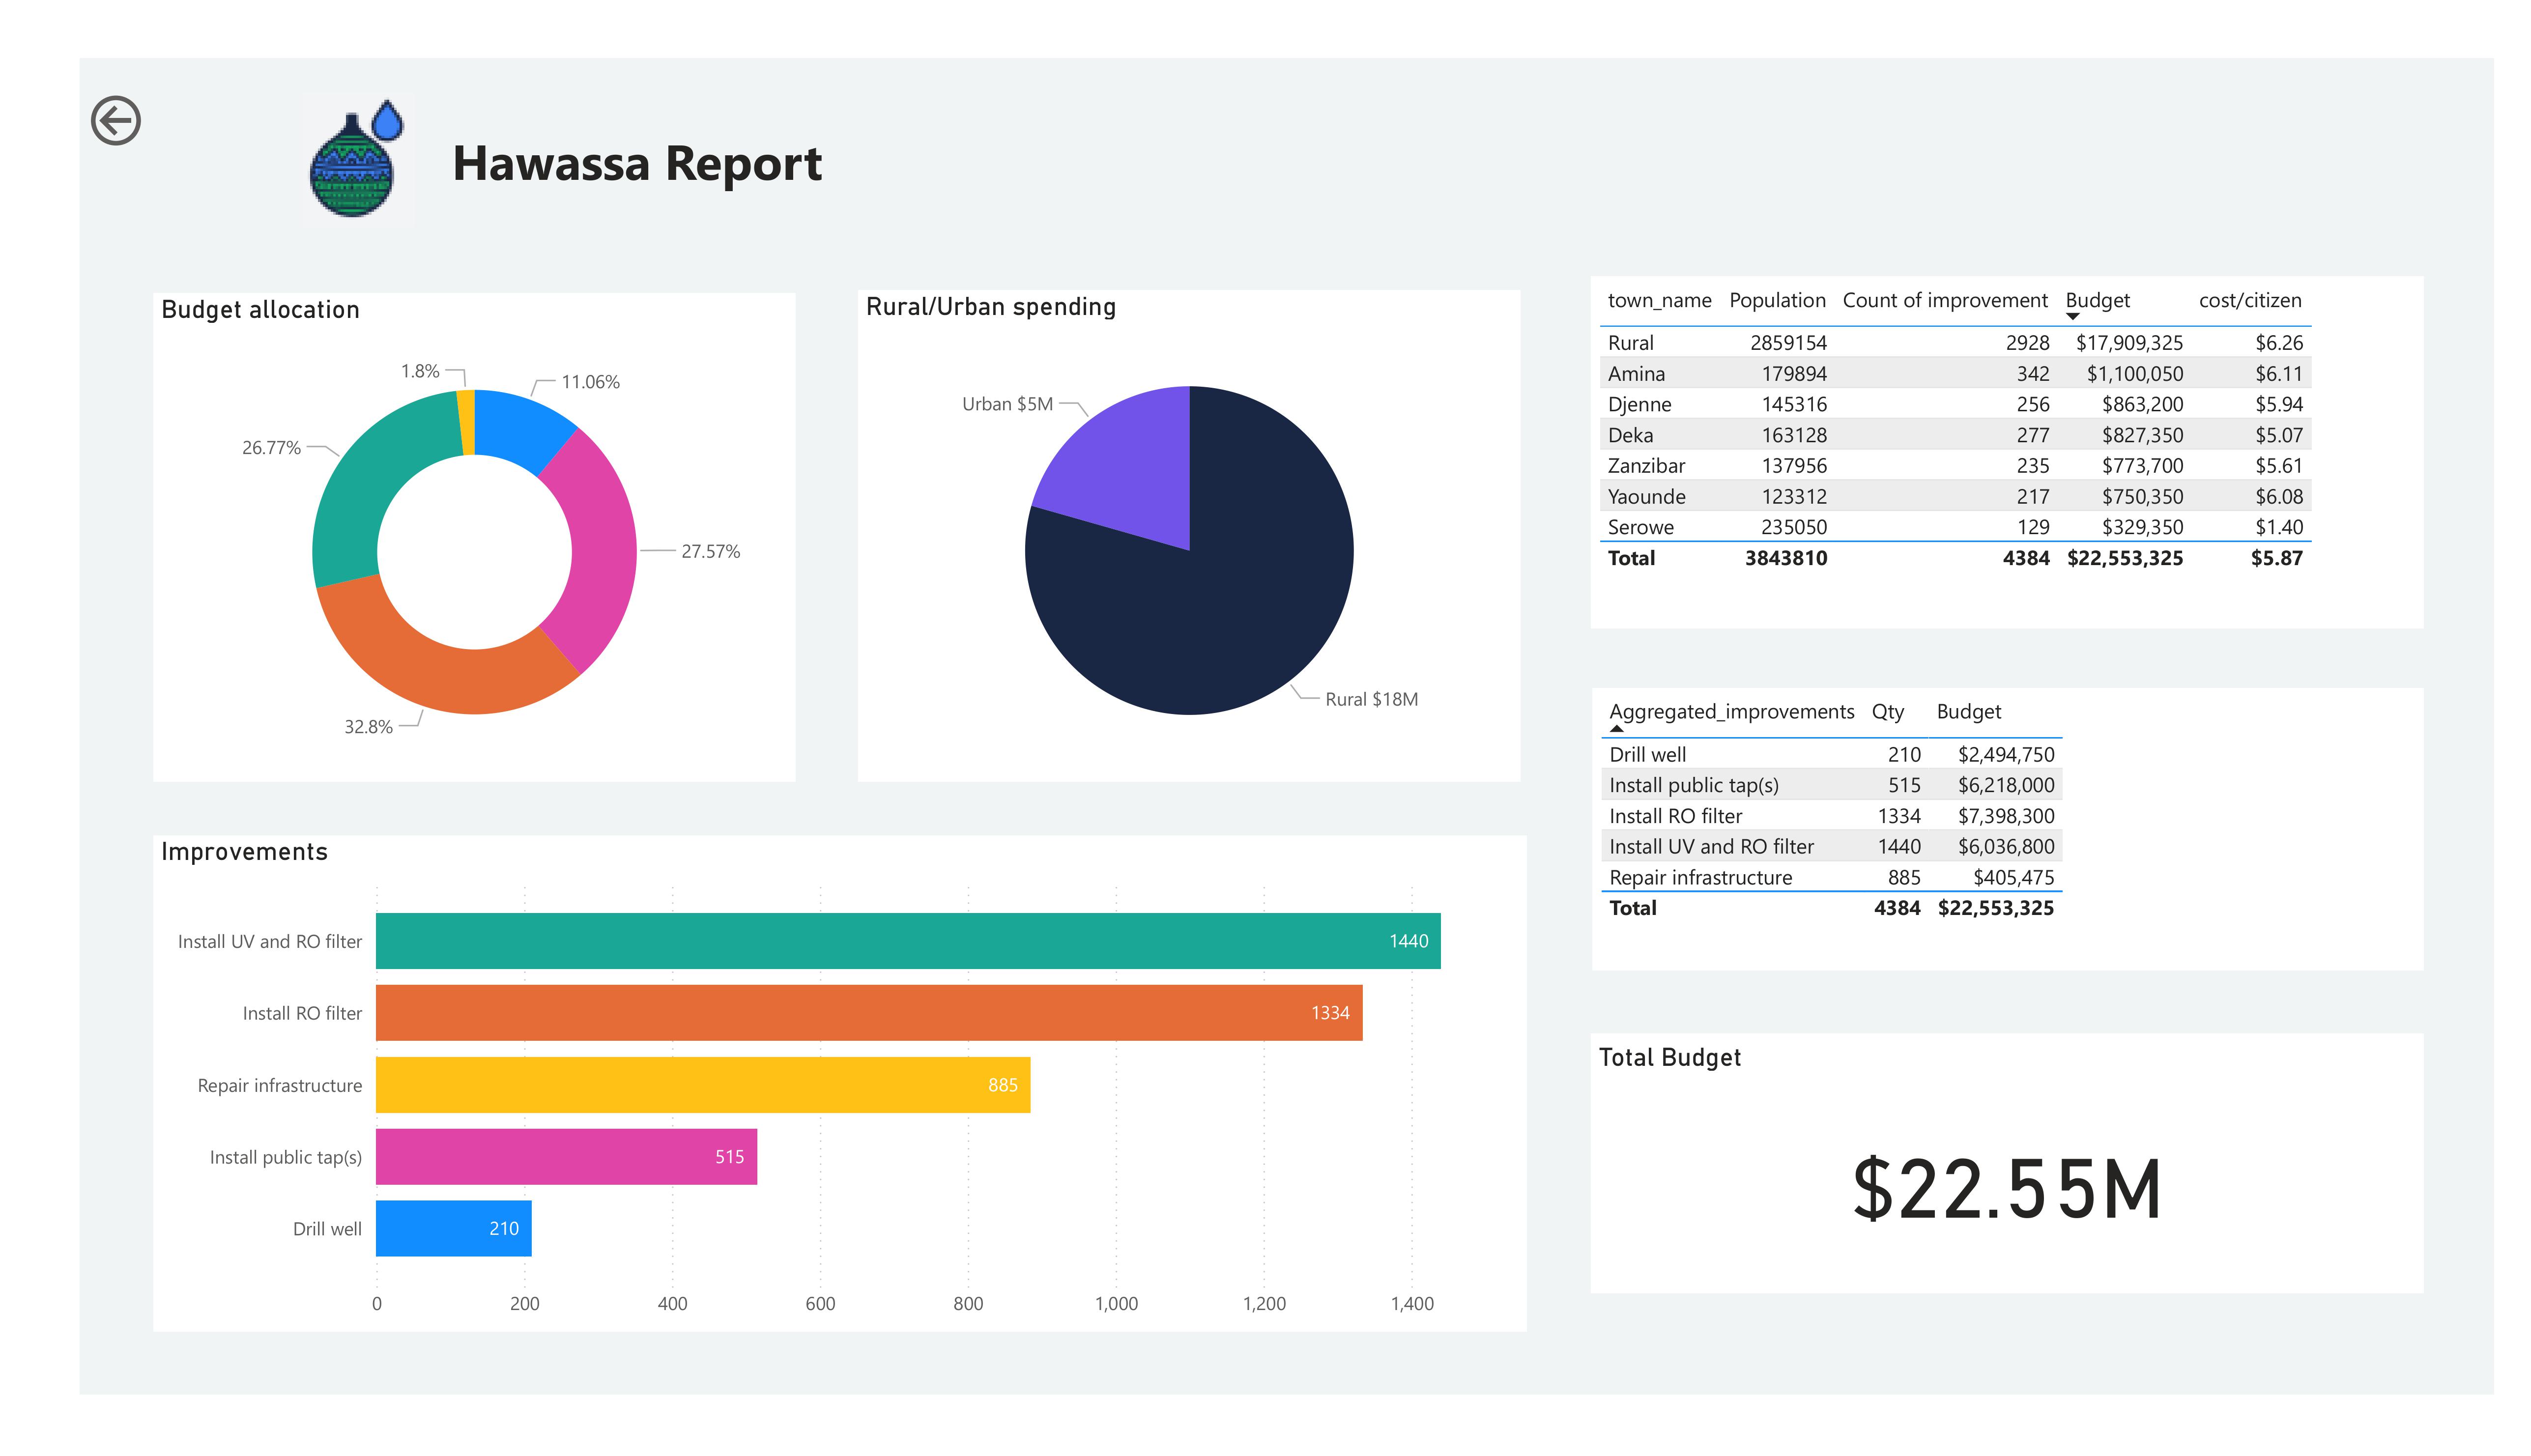 Hawassa Report
Budget allocation
1.8%
11.06%
26.77%
27.57%
32.8%
Rural/Urban spending
Urban $5M
Rural $18M
town_name Population Count of improvement Budget cost/citizen
Rural 2859154 2928 $17,909,325 $6.26
Amina 179894 342 $1,100,050 $6.11
Djenne 145316 256 $863,200 $5.94
Deka 163128 277 $827,350 $5.07
Zanzibar 137956 235 $773,700 $5.61
Yaounde 123312 217 $750,350 $6.08
Serowe 235050 129 $329,350 $1.40
Total 3843810 4384 $22,553,325 $5.87
Aggregated_improvements Qty Budget
Drill well 210 $2,494,750
Install public tap(s) 515 $6,218,000
Install RO filter 1334 $7,398,300
Install UV and RO filter 1440 $6,036,800
Repair infrastructure 885 $405,475
Total 4384 $22,553,325
Improvements
Install UV and RO filter 1440
Install RO filter 1334
Repair infrastructure 885
Install public tap(s) 515
Drill well 210
0 200 400 600 800 1,000 1,200 1,400
Total Budget
$22.55M